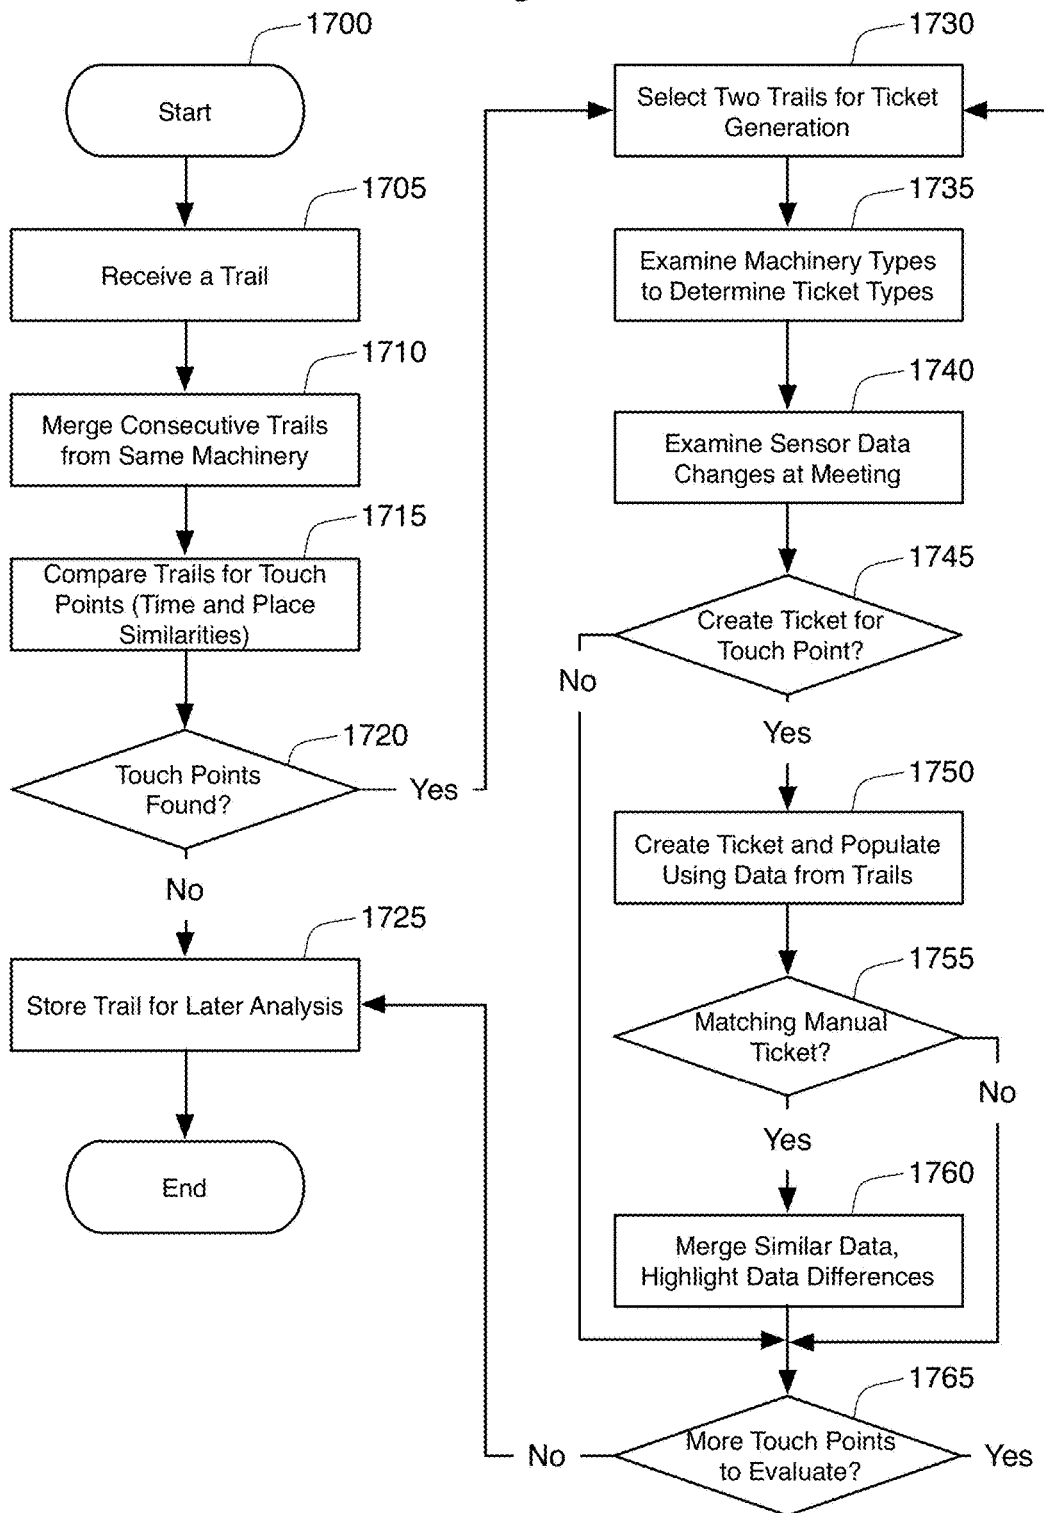 1700
Start
1705
Receive a Trail
1710
Merge Consecutive Trails
from Same Machinery
1715
Compare Trails for Touch
Points (Time and Place
Similarities)
1720
Touch Points
Found?
Yes
No
1725
Store Trail for Later Analysis
End
1730
Select Two Trails for Ticket
Generation
1735
Examine Machinery Types
to Determine Ticket Types
1740
Examine Sensor Data
Changes at Meeting
1745
Create Ticket for
Touch Point?
No
Yes
1750
Create Ticket and Populate
Using Data from Trails
1755
Matching Manual
Ticket?
No
Yes
1760
Merge Similar Data,
Highlight Data Differences
1765
More Touch Points
to Evaluate?
No
Yes